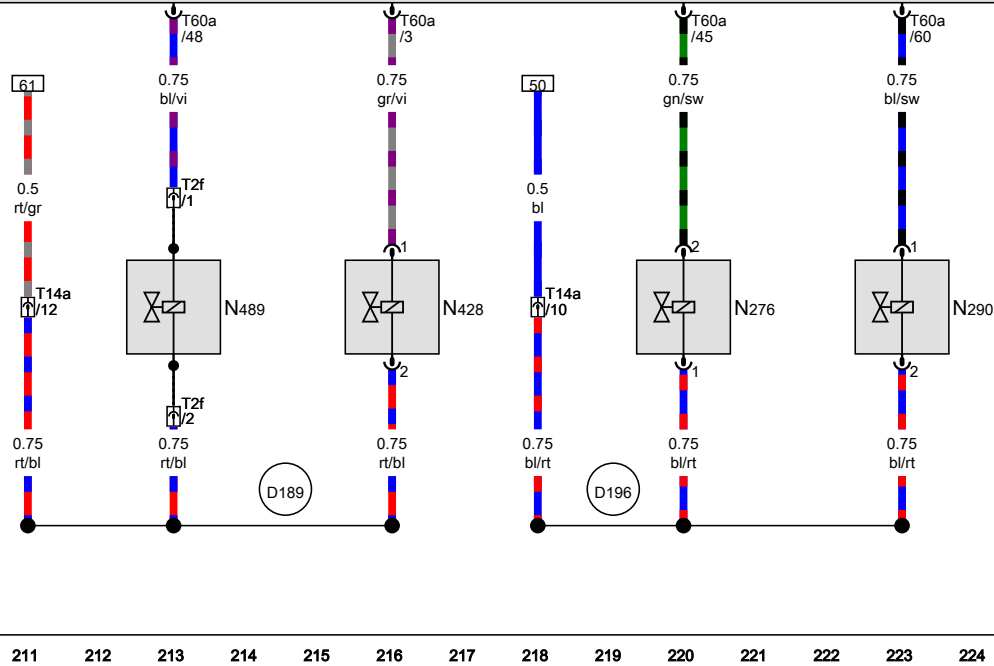 T60a
/48
T60a
/3
T60a
/45
T60a
/60
61
0.75
bl/vi
0.75
gr/vi
50
0.75
gn/sw
0.75
bl/sw
0.5
rt/gr
T2f
/1
0.5
bl
1
2
1
T14a
/12
N489
N428
T14a
/10
N276
N290
2
1
2
T2f
/2
0.75
rt/bl
0.75
rt/bl
0.75
rt/bl
0.75
bl/rt
0.75
bl/rt
0.75
bl/rt
D189
D196
211 212 213 214 215 216 217 218 219 220 221 222 223 224